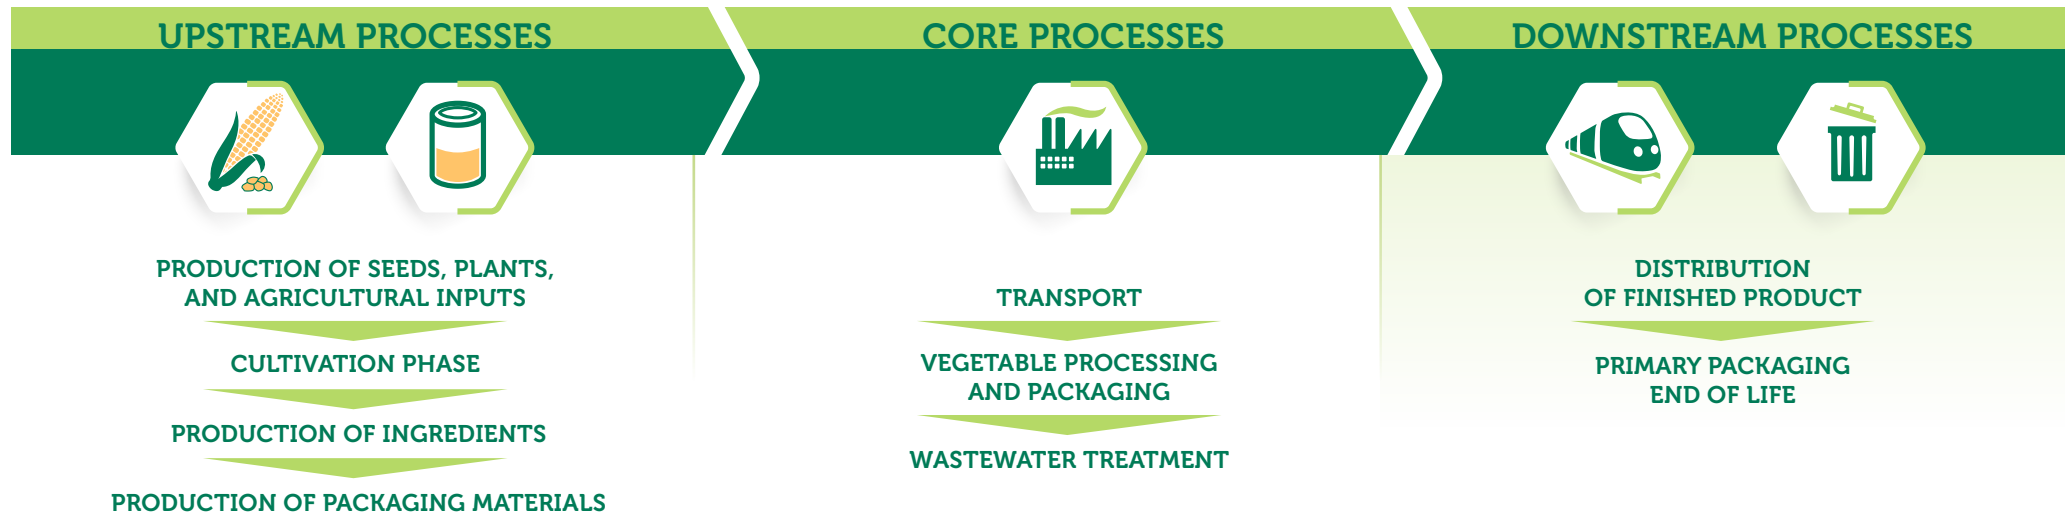 UPSTREAM PROCESSES
PRODUCTION OF SEEDS, PLANTS,
AND AGRICULTURAL INPUTS
CULTIVATION PHASE
PRODUCTION OF INGREDIENTS
PRODUCTION OF PACKAGING MATERIALS
CORE PROCESSES
TRANSPORT
VEGETABLE PROCESSING
AND PACKAGING
WASTEWATER TREATMENT
DOWNSTREAM PROCESSES
DISTRIBUTION
OF FINISHED PRODUCT
PRIMARY PACKAGING
END OF LIFE